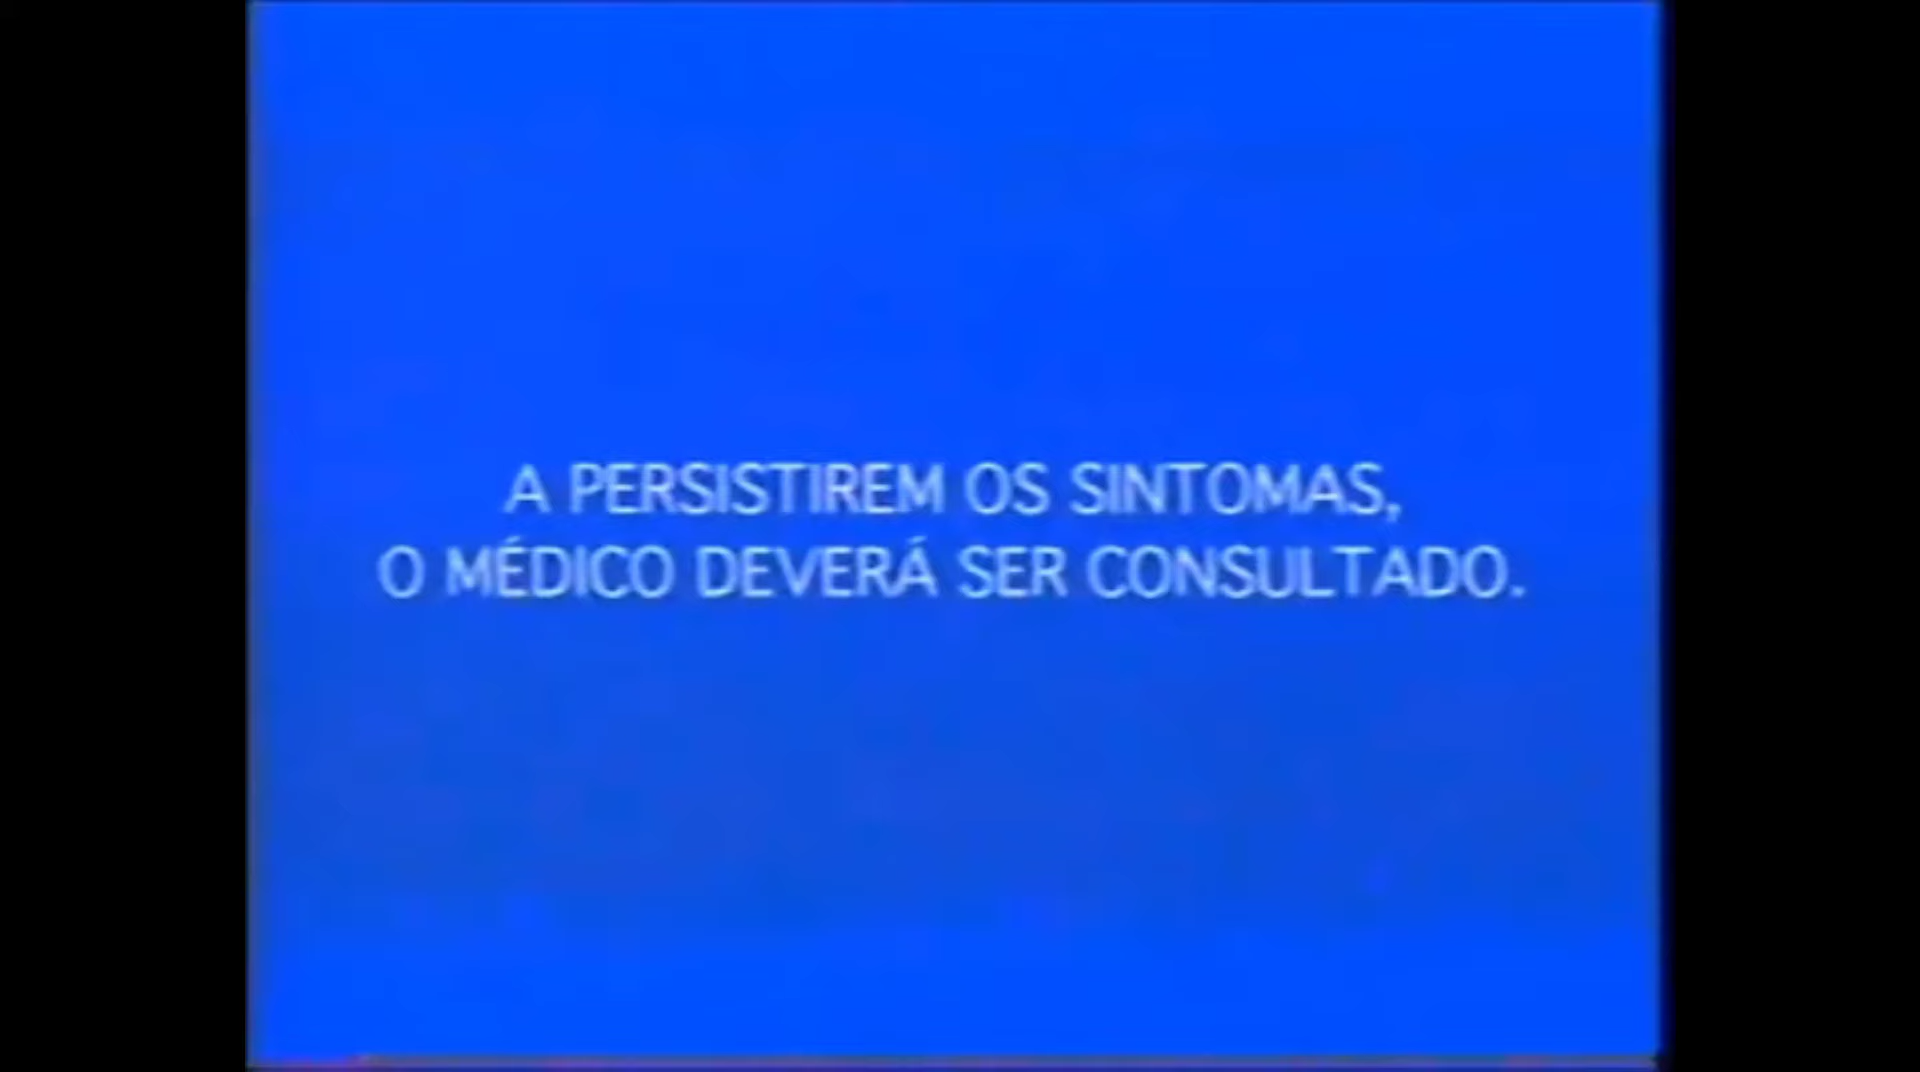 A PERSISTIREM OS SINTOMAS,
O MÉDICO DEVERÁ SER CONSULTADO.